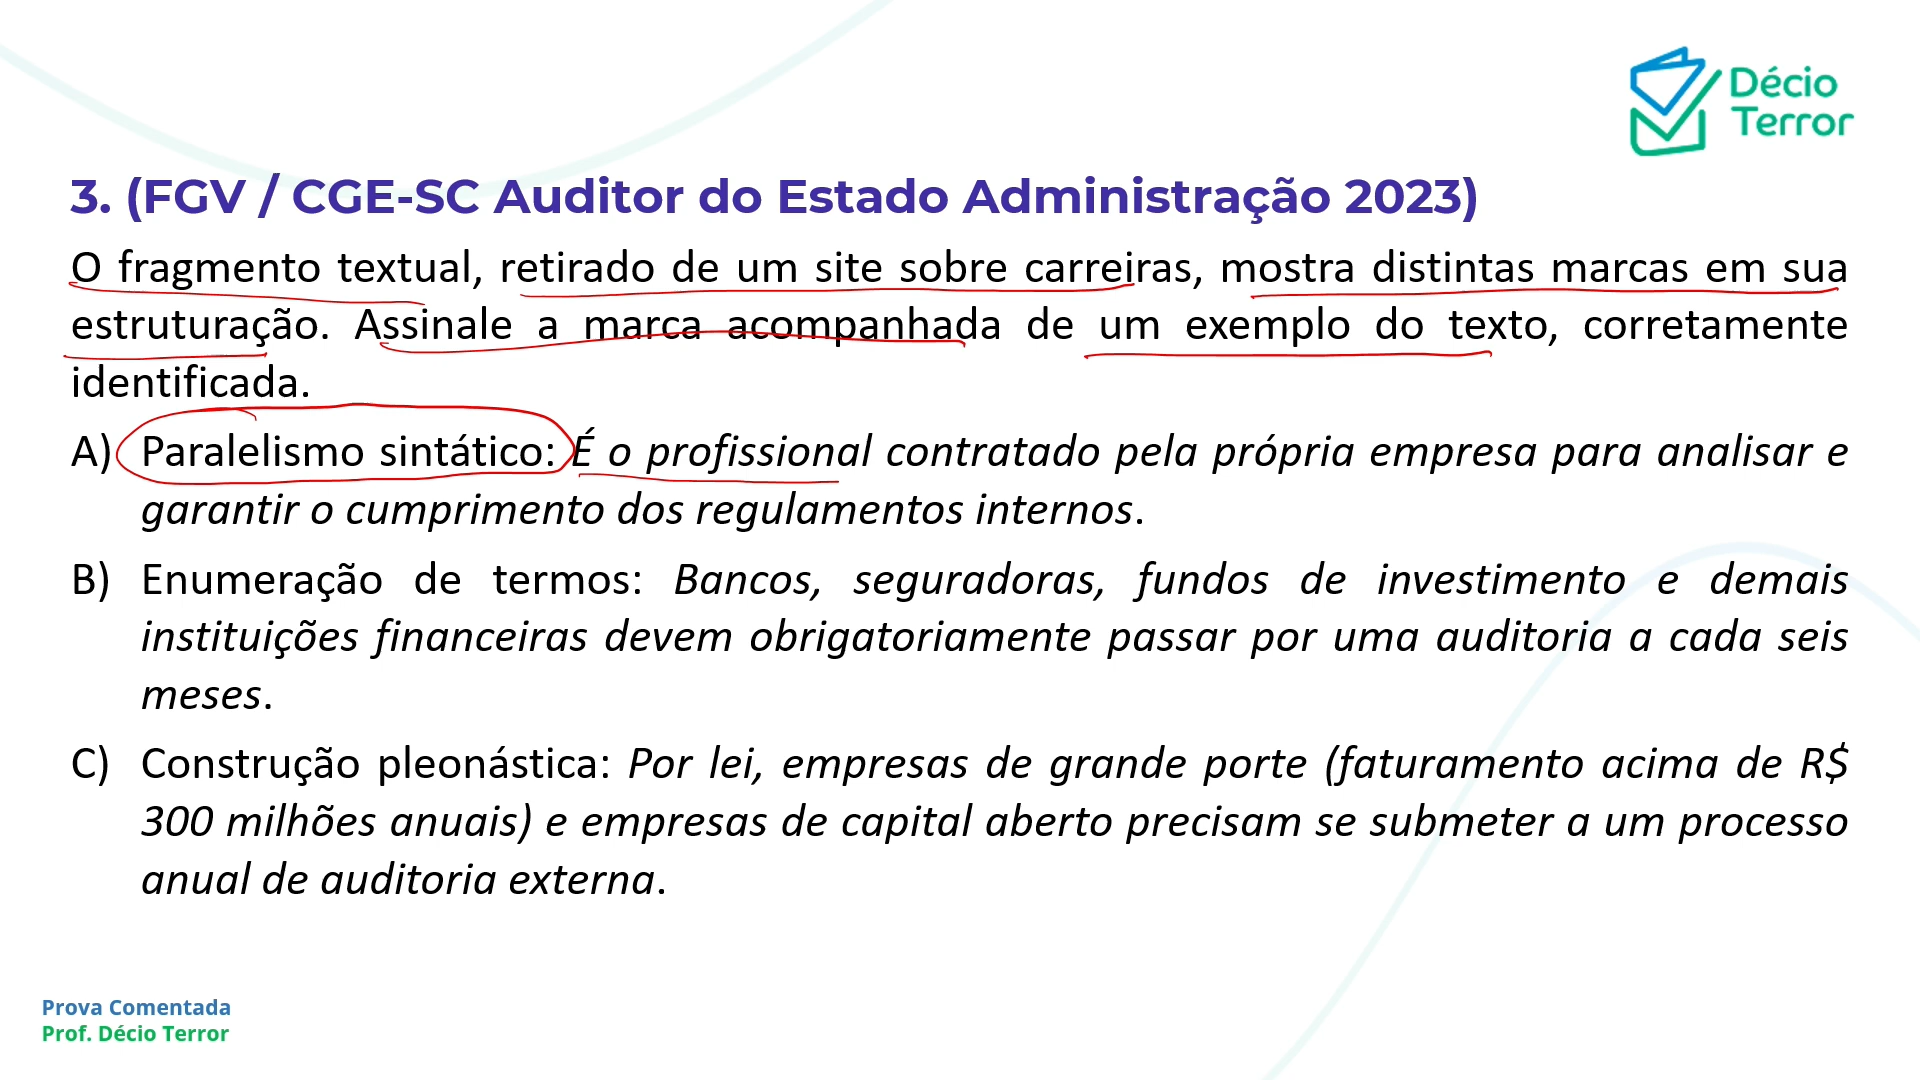 Décio
Terror
3. (FGV / CGE-SC Auditor do Estado Administração 2023)
O fragmento textual, retirado de um site sobre carreiras, mostra distintas marcas em sua
estruturação. Assinale a marca acompanhada de um exemplo do texto, corretamente
identificada.
A) Paralelismo sintático: É o profissional contratado pela própria empresa para analisar e
garantir o cumprimento dos regulamentos internos.
B) Enumeração de termos: Bancos, seguradoras, fundos de investimento e demais
instituições financeiras devem obrigatoriamente passar por uma auditoria a cada seis
meses.
C) Construção pleonástica: Por lei, empresas de grande porte (faturamento acima de R$
300 milhões anuais) e empresas de capital aberto precisam se submeter a um processo
anual de auditoria externa.
Prova Comentada
Prof. Décio Terror